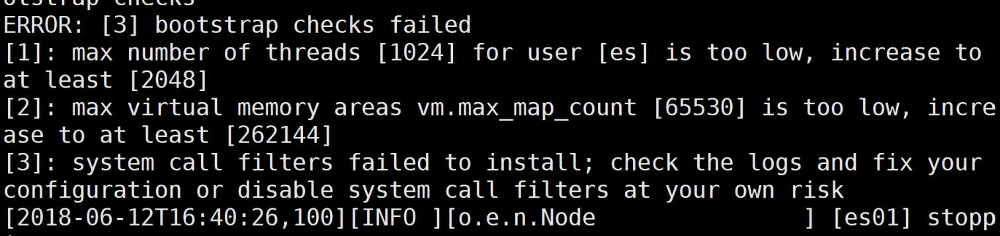 otstrap checks
ERROR: [3] bootstrap checks failed
[1]: max number of threads [1024] for user [es] is too low, increase to
at least [2048]
[2]: max virtual memory areas vm.max_map_count [65530] is too low, incre
ase to at least [262144]
[3]: system call filters failed to install; check the logs and fix your
configuration or disable system call filters at your own risk
[2018-06-12T16:40:26,100][INFO ][o.e.n.Node               ] [es01] stopp